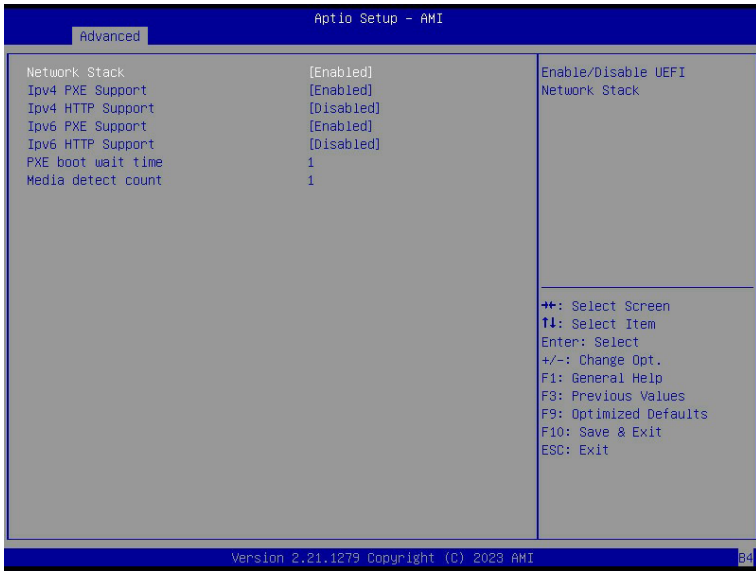 Aptio Setup – AMI
Advanced
Network Stack [Enabled]
Ipv4 PXE Support [Enabled]
Ipv4 HTTP Support [Disabled]
Ipv6 PXE Support [Enabled]
Ipv6 HTTP Support [Disabled]
PXE boot wait time 1
Media detect count 1
Enable/Disable UEFI
Network Stack
→←: Select Screen
↑↓: Select Item
Enter: Select
+/-: Change Opt.
F1: General Help
F3: Previous Values
F9: Optimized Defaults
F10: Save & Exit
ESC: Exit
Version 2.21.1279 Copyright (C) 2023 AMI
B4